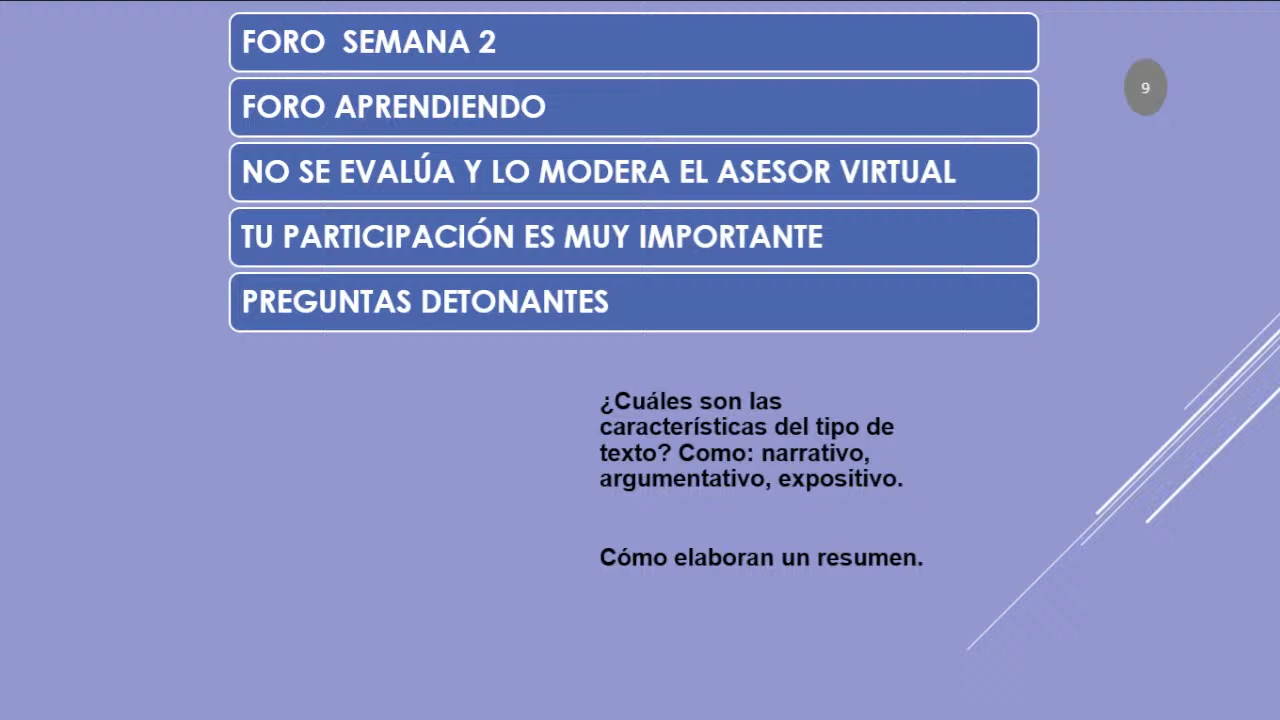 FORO  SEMANA 2
9
FORO APRENDIENDO
NO SE EVALÚA Y LO MODERA EL ASESOR VIRTUAL
TU PARTICIPACIÓN ES MUY IMPORTANTE
PREGUNTAS DETONANTES
¿Cuáles son las
características del tipo de
texto? Como: narrativo,
argumentativo, expositivo.
Cómo elaboran un resumen.